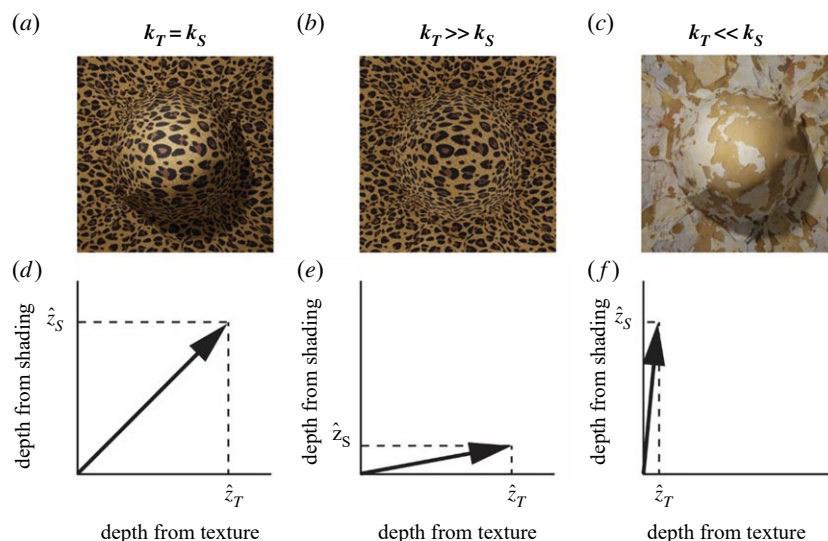 (a) k_T = k_S
(b) k_T >> k_S
(c) k_T << k_S
(d)
depth from shading
ẑ_S
ẑ_T
depth from texture
(e)
depth from shading
ẑ_S
ẑ_T
depth from texture
(f)
depth from shading
ẑ_S
ẑ_T
depth from texture